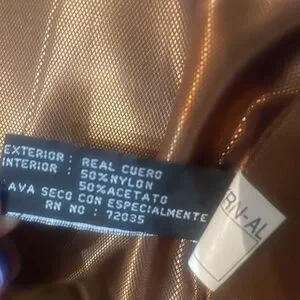 EXTERIOR : REAL CUERO
INTERIOR : 50%NYLON
50%ACETATO
AVA SECO CON ESPECIALMENTE
RN NO : 72035
RN-AL